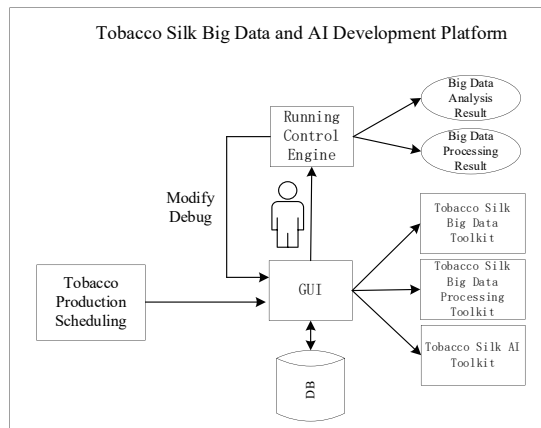 Tobacco Silk Big Data and AI Development Platform
Big Data
Analysis
Result
Running
Control
Engine
Big Data
Processing
Result
Modify
Debug
Tobacco Silk
Big Data
Toolkit
Tobacco
Production
Scheduling
GUI
Tobacco Silk
Big Data
Processing
Toolkit
Tobacco Silk AI
Toolkit
DB